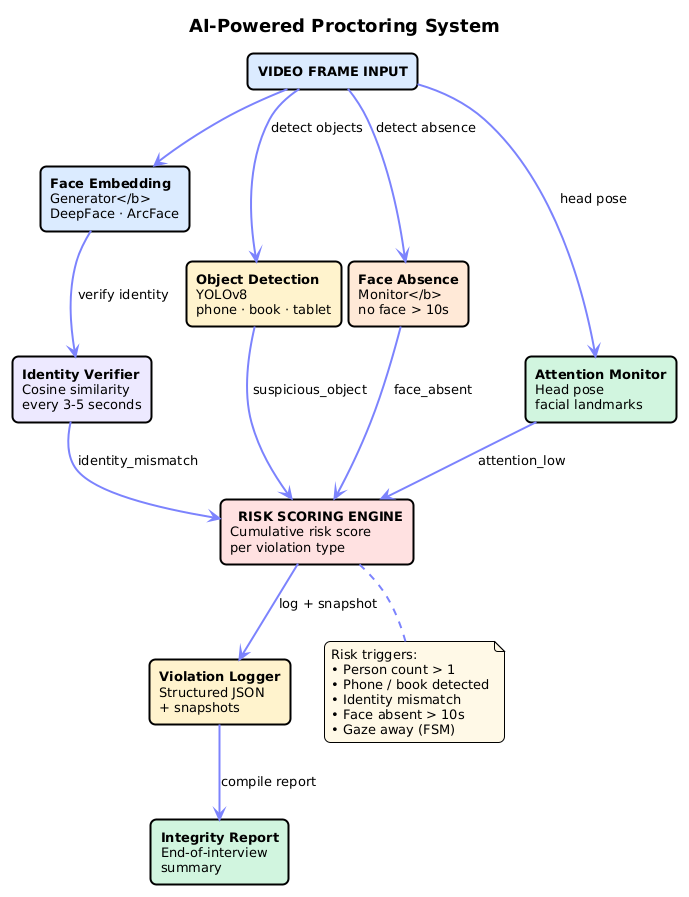 AI-Powered Proctoring System
VIDEO FRAME INPUT
detect objects
detect absence
head pose
Face Embedding
Generator</b>
DeepFace · ArcFace
verify identity
Object Detection
YOLOv8
phone · book · tablet
Face Absence
Monitor</b>
no face > 10s
Identity Verifier
Cosine similarity
every 3-5 seconds
suspicious_object
face_absent
Attention Monitor
Head pose
facial landmarks
identity_mismatch
attention_low
RISK SCORING ENGINE
Cumulative risk score
per violation type
log + snapshot
Violation Logger
Structured JSON
+ snapshots
Risk triggers:
• Person count > 1
• Phone / book detected
• Identity mismatch
• Face absent > 10s
• Gaze away (FSM)
compile report
Integrity Report
End-of-interview
summary